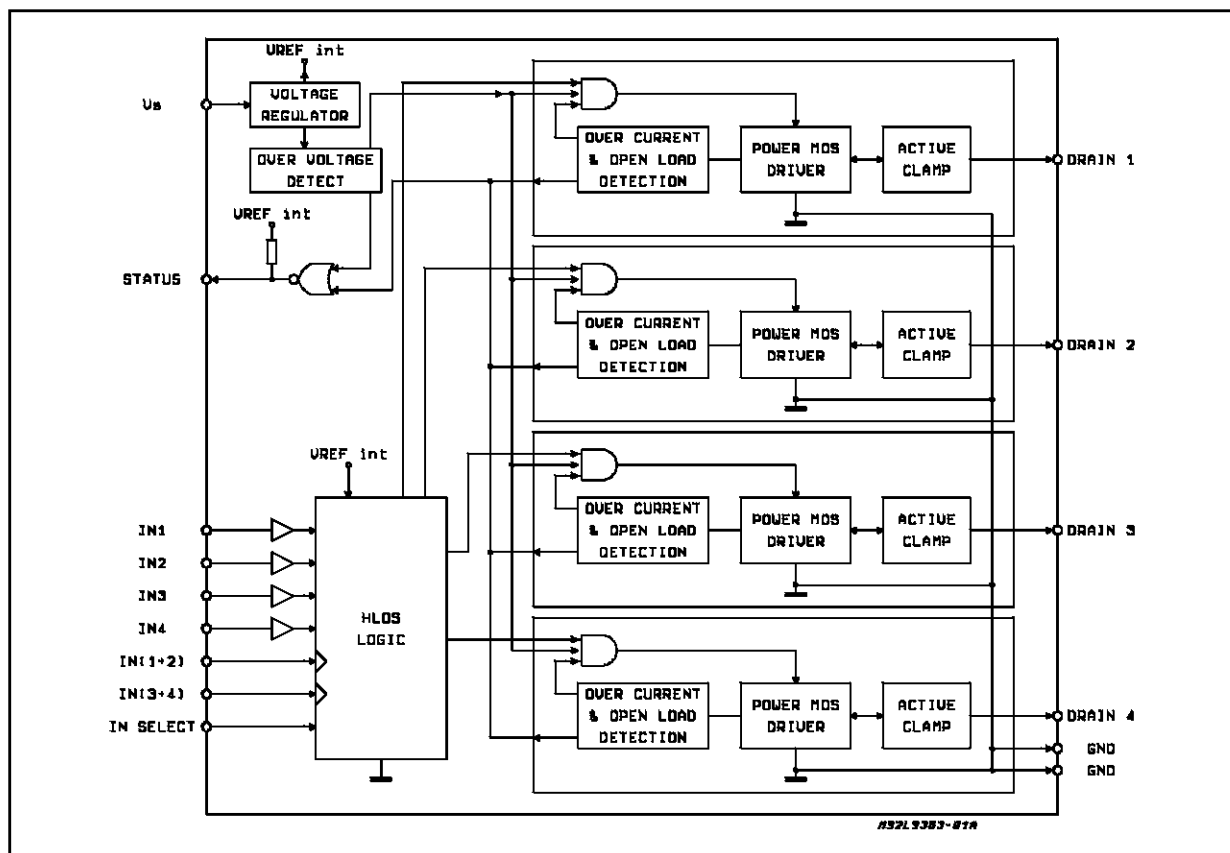 VREF int
Vs
VOLTAGE
REGULATOR
OVER VOLTAGE
DETECT
VREF int
STATUS
OVER CURRENT
& OPEN LOAD
DETECTION
POWER MOS
DRIVER
ACTIVE
CLAMP
DRAIN 1
OVER CURRENT
& OPEN LOAD
DETECTION
POWER MOS
DRIVER
ACTIVE
CLAMP
DRAIN 2
VREF int
OVER CURRENT
& OPEN LOAD
DETECTION
POWER MOS
DRIVER
ACTIVE
CLAMP
DRAIN 3
IN1
IN2
IN3
IN4
IN(1+2)
IN(3+4)
IN SELECT
HLOS
LOGIC
OVER CURRENT
& OPEN LOAD
DETECTION
POWER MOS
DRIVER
ACTIVE
CLAMP
DRAIN 4
GND
GND